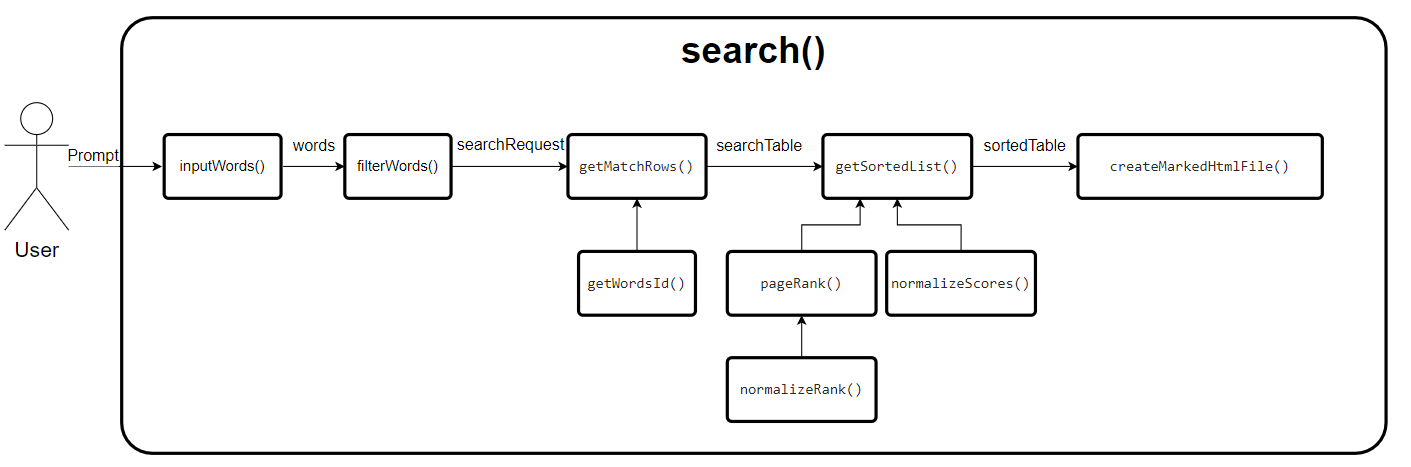 search()
Prompt
inputWords()
words
filterWords()
searchRequest
getMatchRows()
searchTable
getSortedList()
sortedTable
createMarkedHtmlFile()
User
getWordsId()
pageRank()
normalizeScores()
normalizeRank()